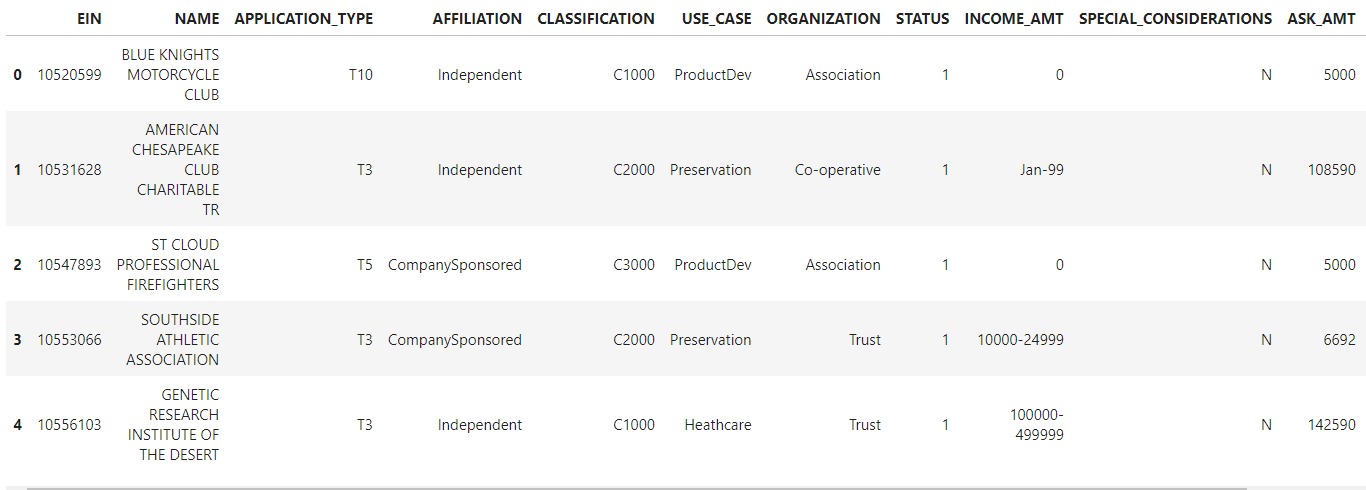 EIN NAME APPLICATION_TYPE AFFILIATION CLASSIFICATION USE_CASE ORGANIZATION STATUS INCOME_AMT SPECIAL_CONSIDERATIONS ASK_AMT
BLUE KNIGHTS
0 10520599 MOTORCYCLE T10 Independent C1000 ProductDev Association 1 0 N 5000
CLUB
AMERICAN
CHESAPEAKE
1 10531628 CLUB T3 Independent C2000 Preservation Co-operative 1 Jan-99 N 108590
CHARITABLE
TR
ST CLOUD
2 10547893 PROFESSIONAL T5 CompanySponsored C3000 ProductDev Association 1 0 N 5000
FIREFIGHTERS
SOUTHSIDE
3 10553066 ATHLETIC T3 CompanySponsored C2000 Preservation Trust 1 10000-24999 N 6692
ASSOCIATION
GENETIC
RESEARCH 100000-
4 10556103 T3 Independent C1000 Heathcare Trust 1 N 142590
INSTITUTE OF 499999
THE DESERT